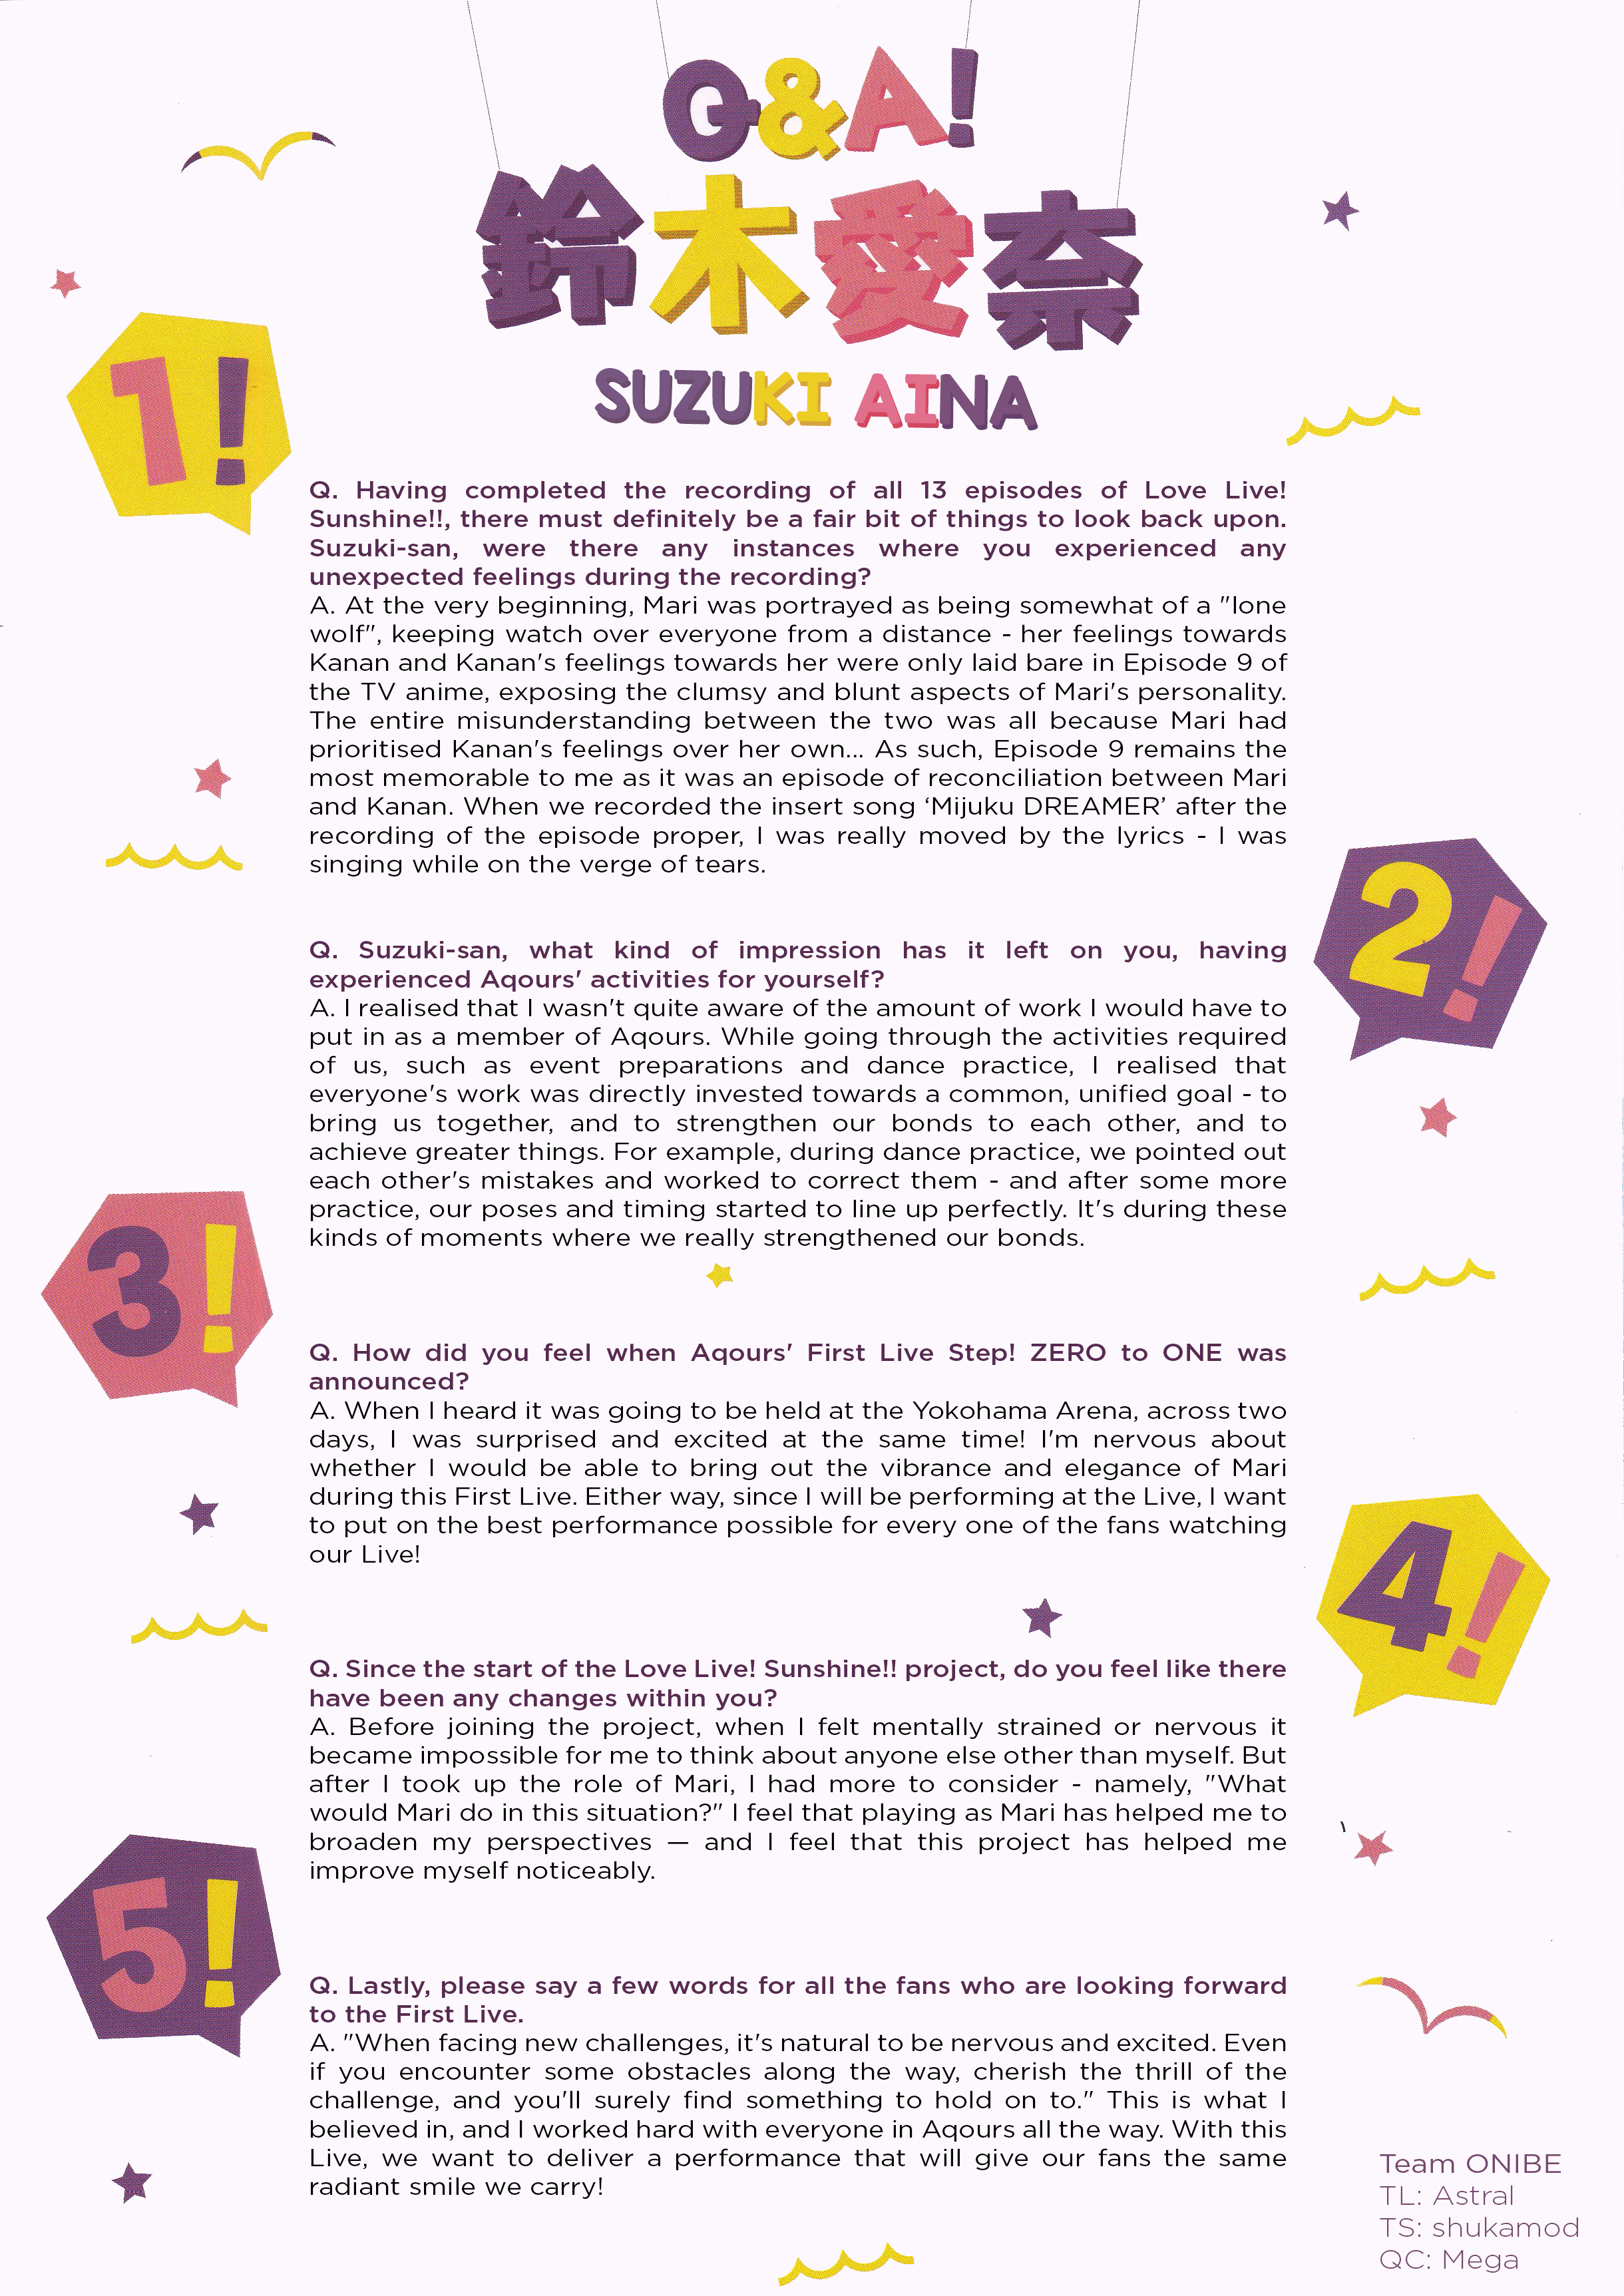 Q&A!
鈴木愛奈
SUZUKI AINA
1!
Q. Having completed the recording of all 13 episodes of Love Live!
Sunshine!!, there must definitely be a fair bit of things to look back upon.
Suzuki-san, were there any instances where you experienced any
unexpected feelings during the recording?
A. At the very beginning, Mari was portrayed as being somewhat of a "lone
wolf", keeping watch over everyone from a distance - her feelings towards
Kanan and Kanan's feelings towards her were only laid bare in Episode 9 of
the TV anime, exposing the clumsy and blunt aspects of Mari's personality.
The entire misunderstanding between the two was all because Mari had
prioritised Kanan's feelings over her own... As such, Episode 9 remains the
most memorable to me as it was an episode of reconciliation between Mari
and Kanan. When we recorded the insert song ‘Mijuku DREAMER’ after the
recording of the episode proper, I was really moved by the lyrics - I was
singing while on the verge of tears.
2!
Q. Suzuki-san, what kind of impression has it left on you, having
experienced Aqours' activities for yourself?
A. I realised that I wasn't quite aware of the amount of work I would have to
put in as a member of Aqours. While going through the activities required
of us, such as event preparations and dance practice, I realised that
everyone's work was directly invested towards a common, unified goal - to
bring us together, and to strengthen our bonds to each other, and to
achieve greater things. For example, during dance practice, we pointed out
each other's mistakes and worked to correct them - and after some more
practice, our poses and timing started to line up perfectly. It's during these
kinds of moments where we really strengthened our bonds.
3!
Q. How did you feel when Aqours' First Live Step! ZERO to ONE was
announced?
A. When I heard it was going to be held at the Yokohama Arena, across two
days, I was surprised and excited at the same time! I'm nervous about
whether I would be able to bring out the vibrance and elegance of Mari
during this First Live. Either way, since I will be performing at the Live, I want
to put on the best performance possible for every one of the fans watching
our Live!
4!
Q. Since the start of the Love Live! Sunshine!! project, do you feel like there
have been any changes within you?
A. Before joining the project, when I felt mentally strained or nervous it
became impossible for me to think about anyone else other than myself. But
after I took up the role of Mari, I had more to consider - namely, "What
would Mari do in this situation?" I feel that playing as Mari has helped me to
broaden my perspectives — and I feel that this project has helped me
improve myself noticeably.
5!
Q. Lastly, please say a few words for all the fans who are looking forward
to the First Live.
A. "When facing new challenges, it's natural to be nervous and excited. Even
if you encounter some obstacles along the way, cherish the thrill of the
challenge, and you'll surely find something to hold on to." This is what I
believed in, and I worked hard with everyone in Aqours all the way. With this
Live, we want to deliver a performance that will give our fans the same
radiant smile we carry!
Team ONIBE
TL: Astral
TS: shukamod
QC: Mega